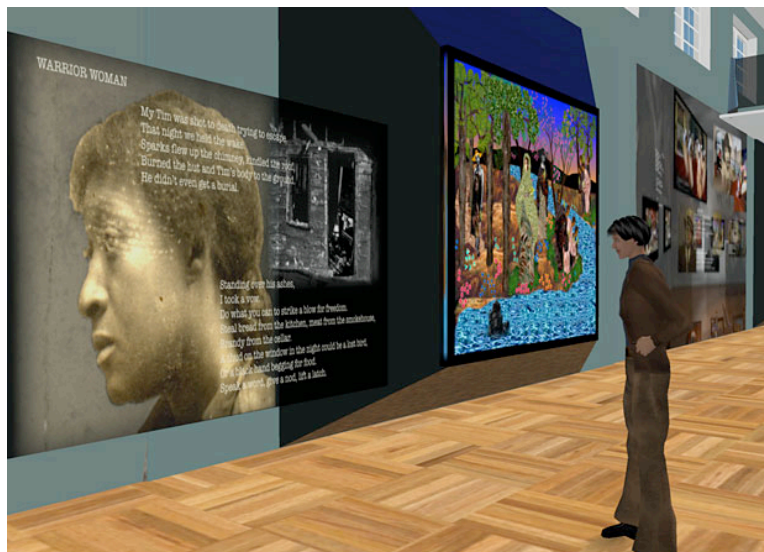 WARRIOR WOMAN
My Tim was shot to death trying to escape.
That night we held the wake
Sparks flew up the chimney, kindled the roof,
Burned the hut and Tim's body to the ground.
He didn't even get a burial.
Standing over his ashes,
I took a vow.
Do what you can to strike a blow for freedom:
Steal bread from the kitchen, meat from the smokehouse,
Brandy from the cellar.
on the window in the night could be a lost bird,
Or a black hand begging for food.
Speak a word, give a nod, lift a latch.